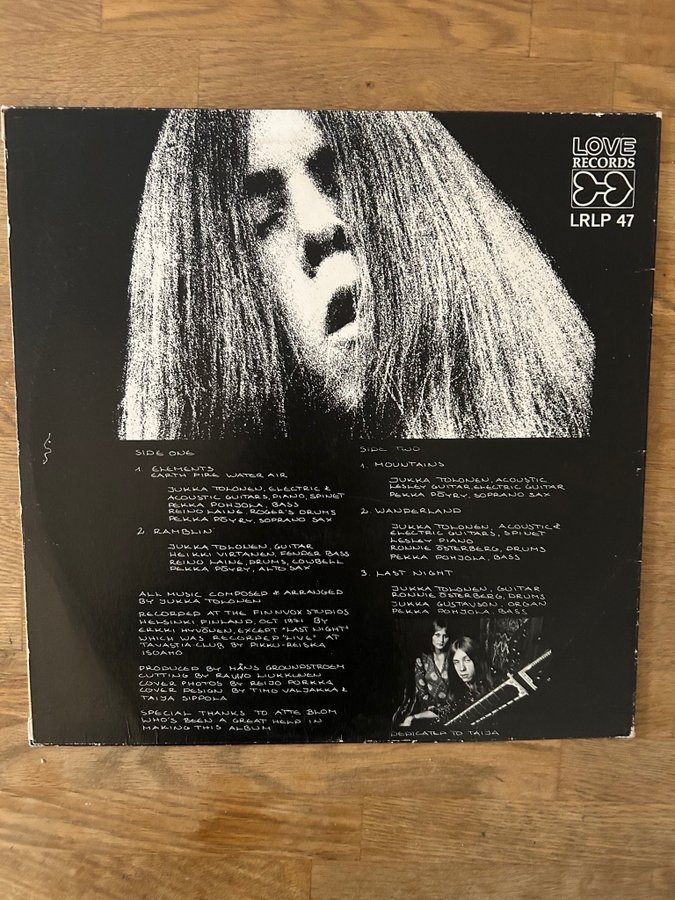 LOVE
RECORDS
LRLP 47
SIDE ONE
1. ELEMENTS
EARTH FIRE WATER AIR
JUKKA TOLONEN, ELECTRIC &
ACOUSTIC GUITARS, PIANO, SPINET
PEKKA POHJOLA, BASS
REINO LAINE, ROGER'S DRUMS
PEKKA PÖYRY, SOPRANO SAX
2. RAMBLIN'
JUKKA TOLONEN, GUITAR
HEIKKI VIRTANEN, FENDER BASS
REINO LAINE, DRUMS, COWBELL
PEKKA PÖYRY, ALTO SAX
ALL MUSIC COMPOSED & ARRANGED
BY JUKKA TOLONEN
RECORDED AT THE FINNVOX STUDIOS
HELSINKI FINLAND, OCT 1971 BY
ERKKI HYVÖNEN, EXCEPT "LAST NIGHT"
WHICH WAS RECORDED "LIVE" AT
TAVASTIA-CLUB BY PIKKU-REISKA
ISOAHO
PRODUCED BY MÅNS GROUNDSTROEM
CUTTING BY RAYVO LIUKKUNEN
COVER PHOTOS BY REIJO PORKKA
COVER DESIGN BY TIMO VALJAKKA &
TAIJA SIPPOLA
SPECIAL THANKS TO ATTE BLOM
WHO'S BEEN A GREAT HELP IN
MAKING THIS ALBUM
SIDE TWO
1. MOUNTAINS
JUKKA TOLONEN, ACOUSTIC
LESLEY GUITAR, ELECTRIC GUITAR
PEKKA PÖYRY, SOPRANO SAX
2. WANDERLAND
JUKKA TOLONEN, ACOUSTIC &
ELECTRIC GUITARS, SPINET
LESLEY PIANO
RONNIE ÖSTERBERG, DRUMS
PEKKA POHJOLA, BASS
3. LAST NIGHT
JUKKA TOLONEN, GUITAR
RONNIE ÖSTERBERG, DRUMS
JUKKA GUSTAVSON, ORGAN
PEKKA POHJOLA, BASS
DEDICATED TO TAIJA